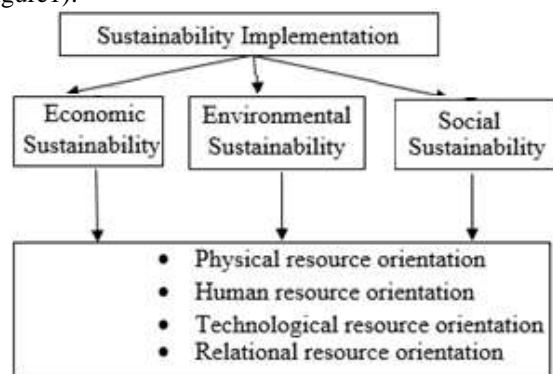 gure1).
Sustainability Implementation
Economic
Sustainability
Environmental
Sustainability
Social
Sustainability
• Physical resource orientation
• Human resource orientation
• Technological resource orientation
• Relational resource orientation